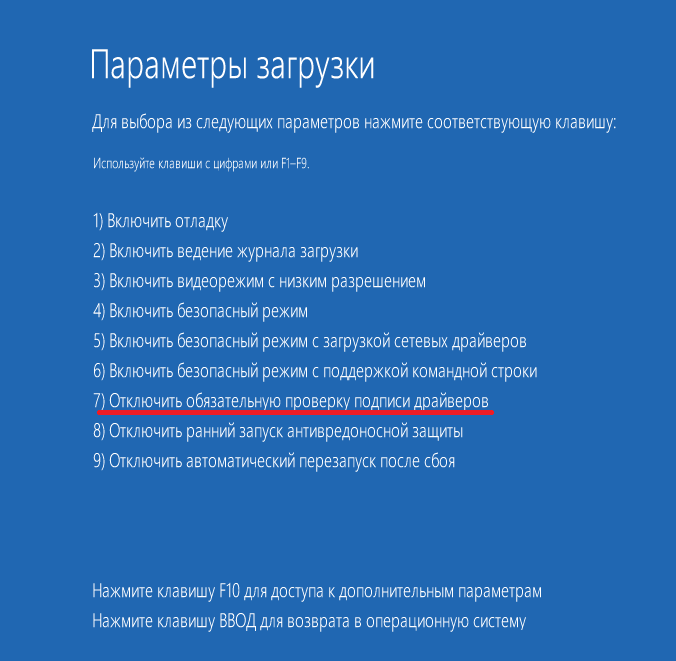 Параметры загрузки
Для выбора из следующих параметров нажмите соответствующую клавишу:
Используйте клавиши с цифрами или F1–F9.
1) Включить отладку
2) Включить ведение журнала загрузки
3) Включить видеорежим с низким разрешением
4) Включить безопасный режим
5) Включить безопасный режим с загрузкой сетевых драйверов
6) Включить безопасный режим с поддержкой командной строки
7) Отключить обязательную проверку подписи драйверов
8) Отключить ранний запуск антивредоносной защиты
9) Отключить автоматический перезапуск после сбоя
Нажмите клавишу F10 для доступа к дополнительным параметрам
Нажмите клавишу ВВОД для возврата в операционную систему